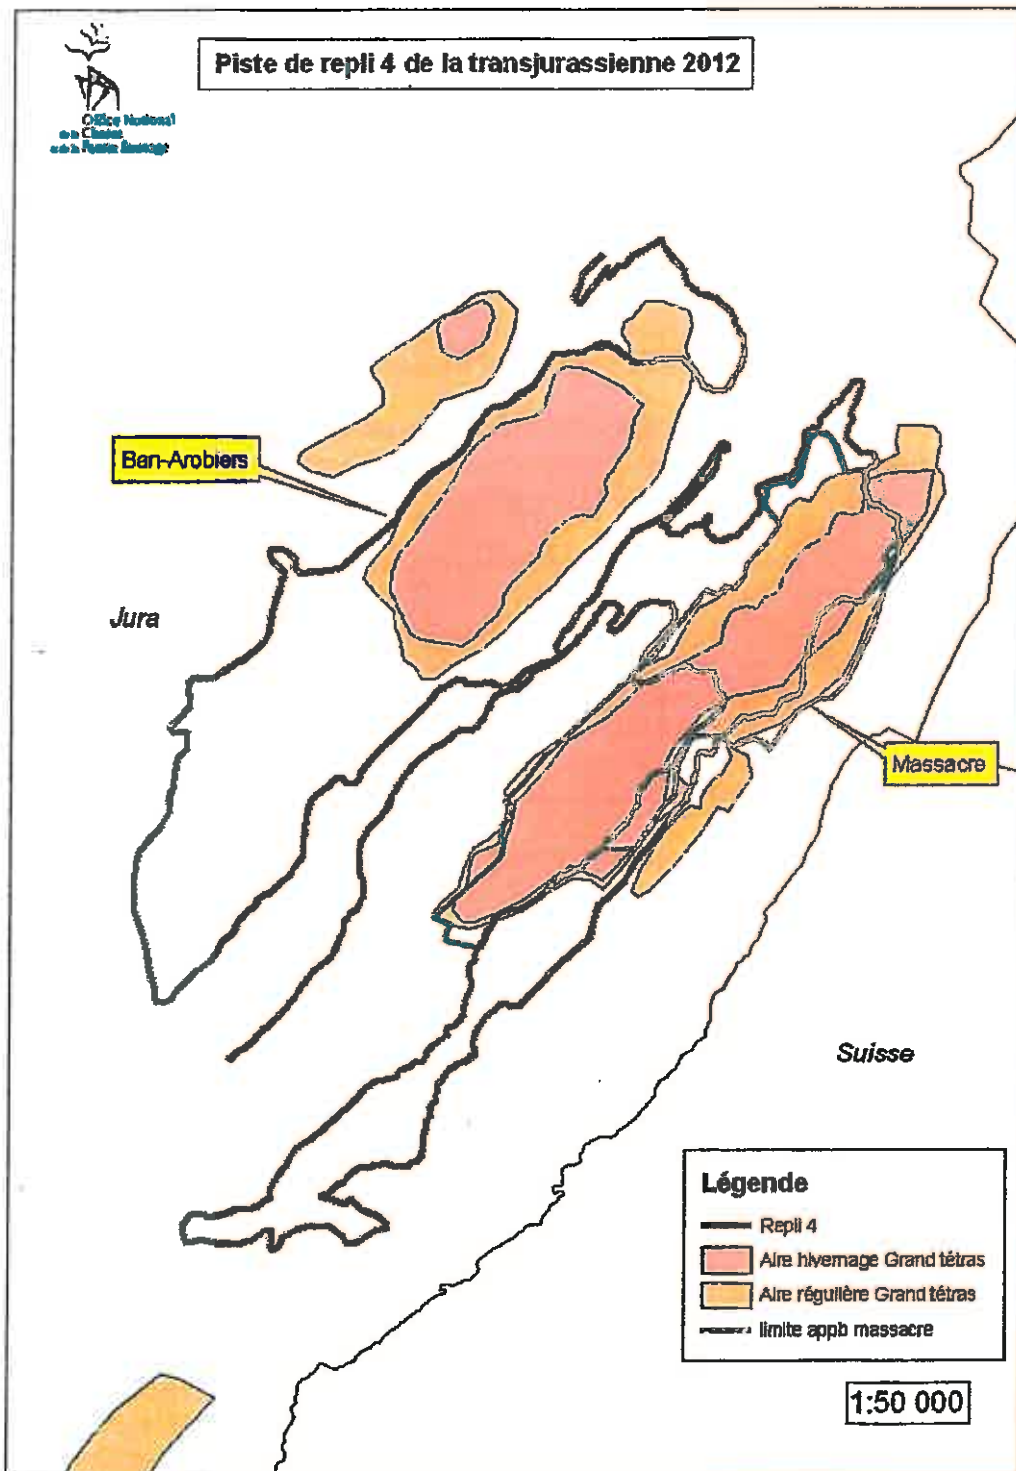 Piste de repli 4 de la transjurassienne 2012
Office National
de la Chasse
et de la Faune Sauvage
Ban-Arobiers
Jura
Massacre
Suisse
Légende
Repli 4
Aire hivernage Grand tétras
Aire régulière Grand tétras
limite appb massacre
1:50 000